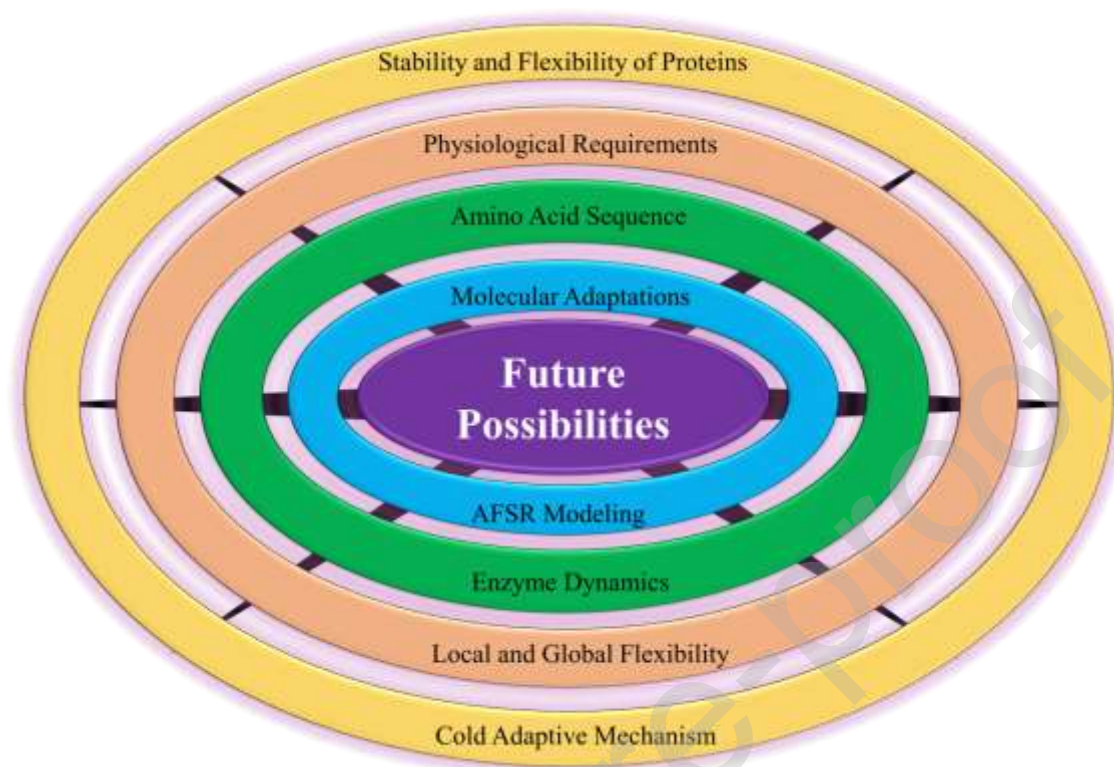 Stability and Flexibility of Proteins
Physiological Requirements
Amino Acid Sequence
Molecular Adaptations
Future
Possibilities
AFSR Modeling
Enzyme Dynamics
Local and Global Flexibility
Cold Adaptive Mechanism
e-proof